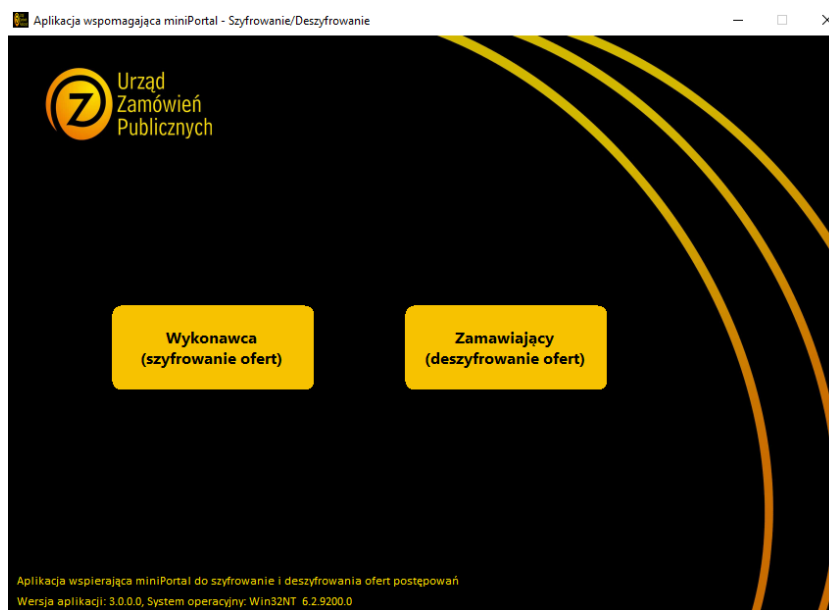 Aplikacja wspomagająca miniPortal - Szyfrowanie/Deszyfrowanie
Urząd
Zamówień
Publicznych
Wykonawca
(szyfrowanie ofert)
Zamawiający
(deszyfrowanie ofert)
Aplikacja wspierająca miniPortal do szyfrowanie i deszyfrowania ofert postępowań
Wersja aplikacji: 3.0.0.0, System operacyjny: Win32NT 6.2.9200.0